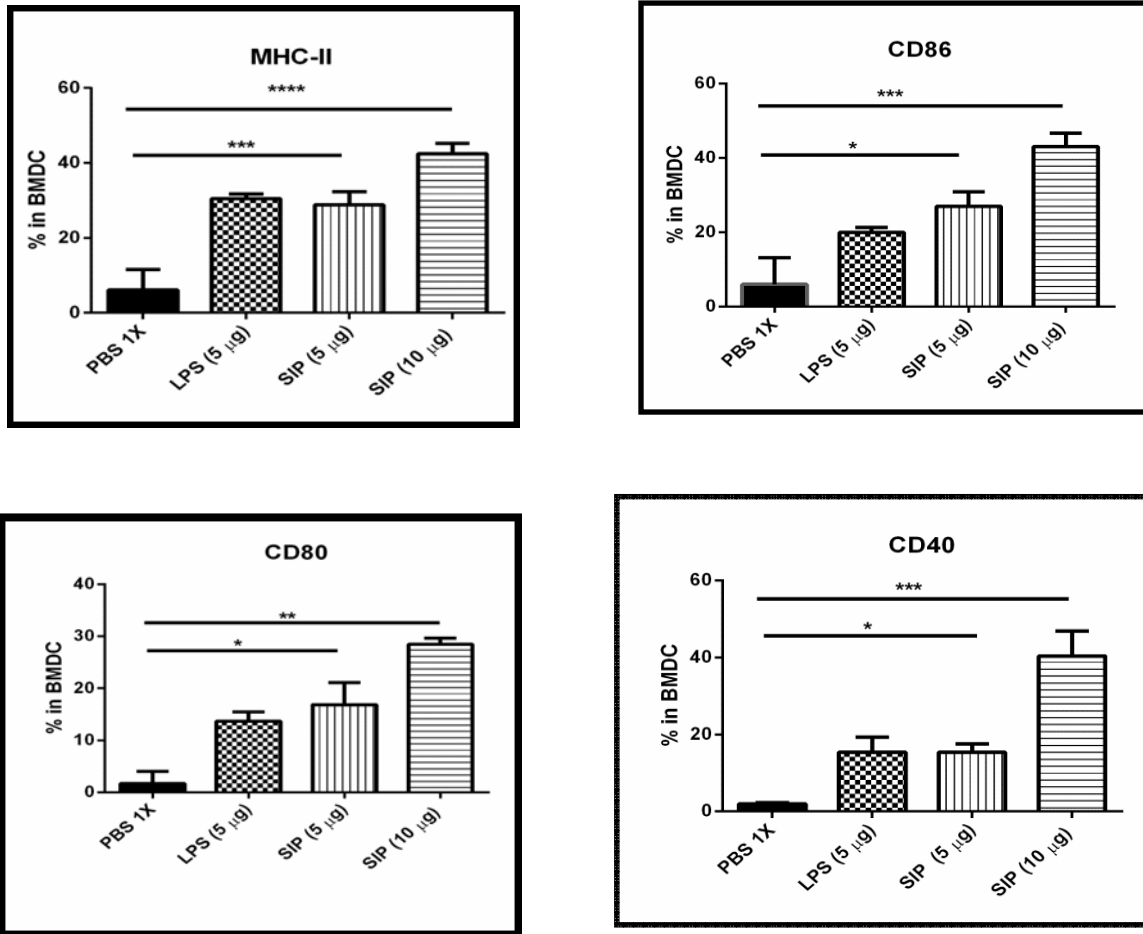 MHC-II
60
40
20
0
% in BMDC
****
***
PBS 1X
LPS (5 µg)
SIP (5 µg)
SIP (10 µg)
CD86
60
40
20
0
% in BMDC
***
*
PBS 1X
LPS (5 µg)
SIP (5 µg)
SIP (10 µg)
CD80
40
30
20
10
0
% in BMDC
**
*
PBS 1X
LPS (5 µg)
SIP (5 µg)
SIP (10 µg)
CD40
60
40
20
0
% in BMDC
***
*
PBS 1X
LPS (5 µg)
SIP (5 µg)
SIP (10 µg)